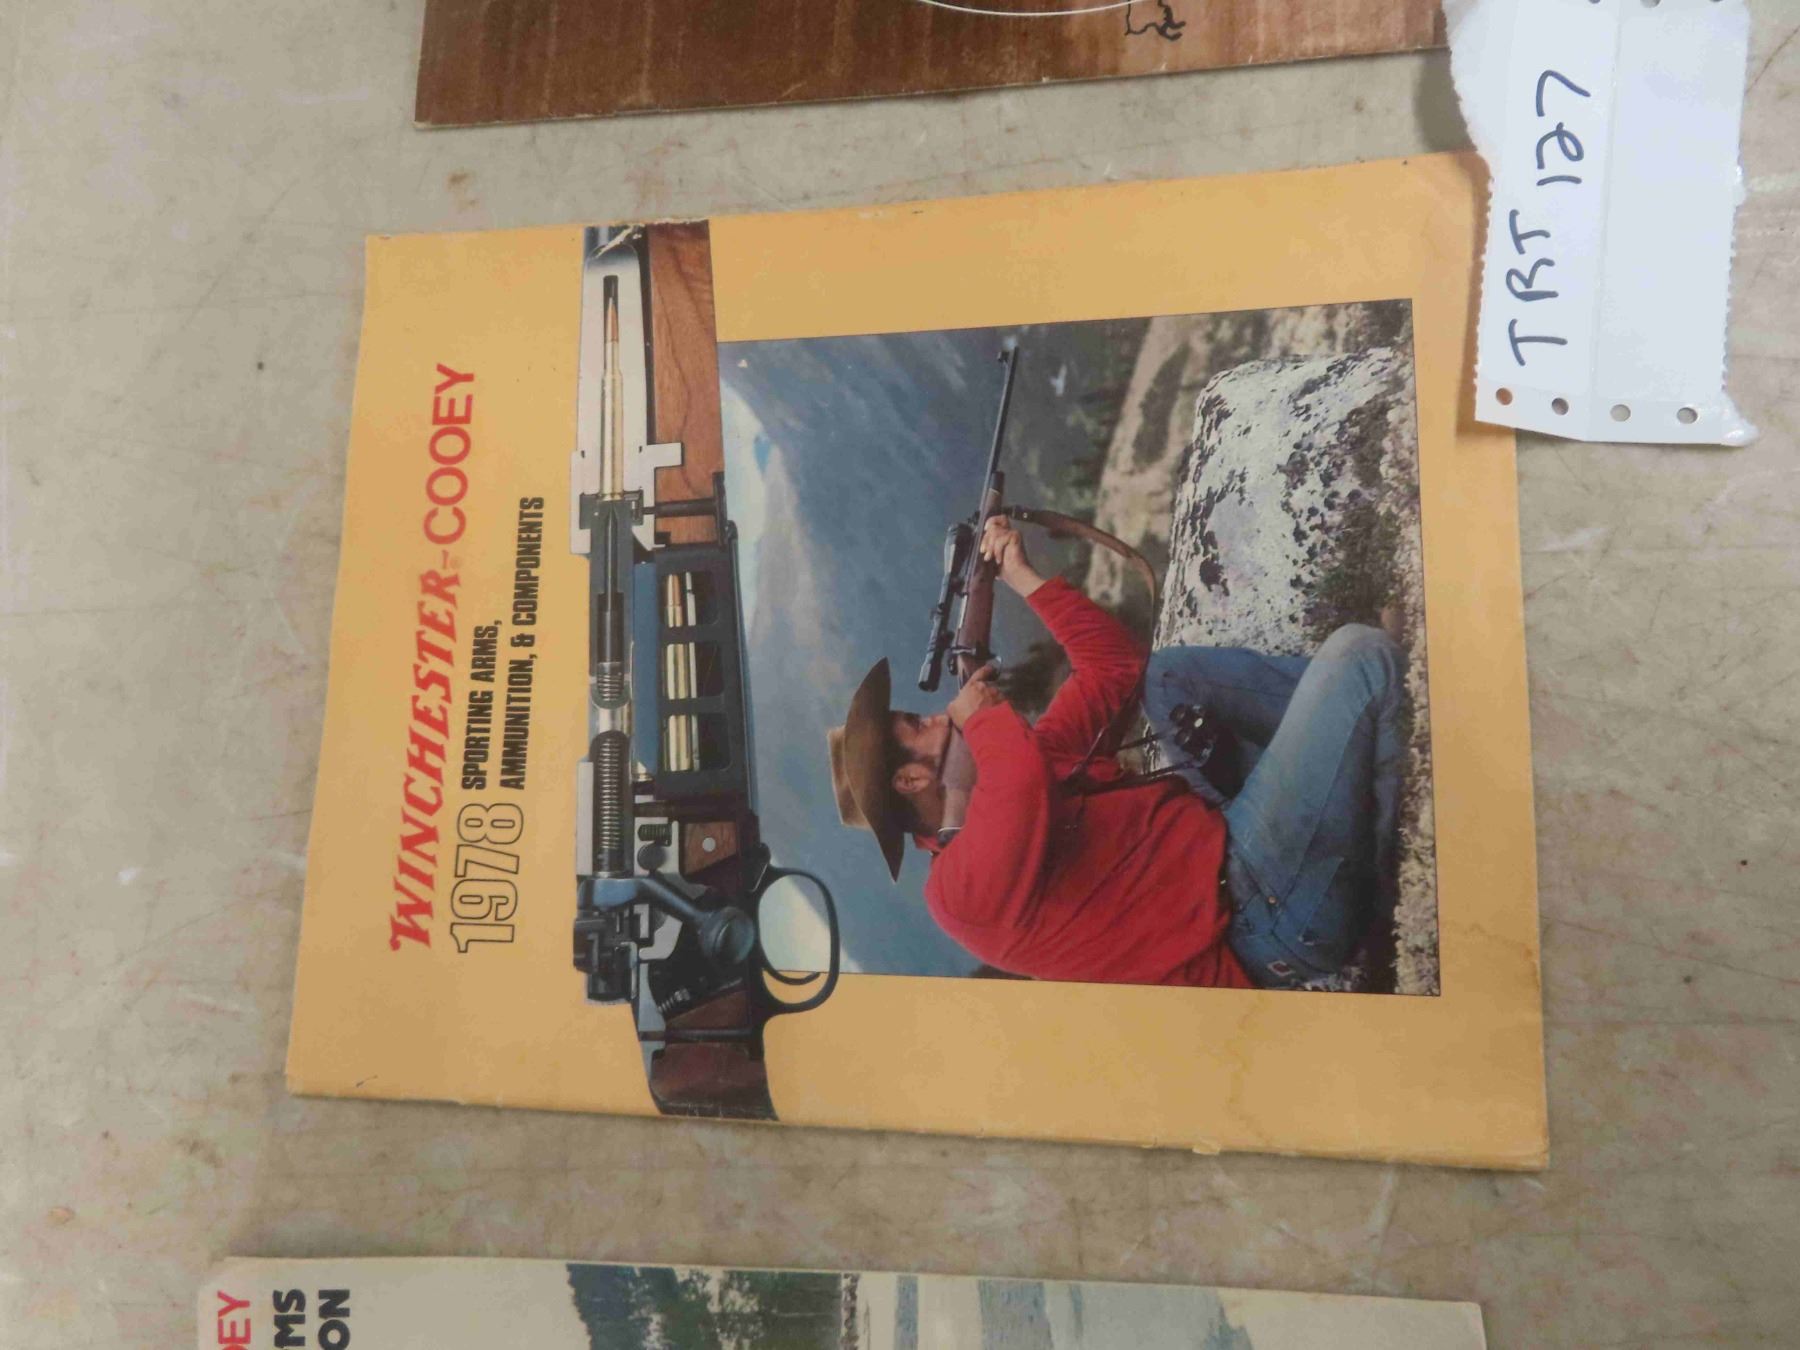 WINCHESTER-COOEY
1978 SPORTING ARMS,
AMMUNITION, & COMPONENTS
TRT 127
OEY
MS
ON